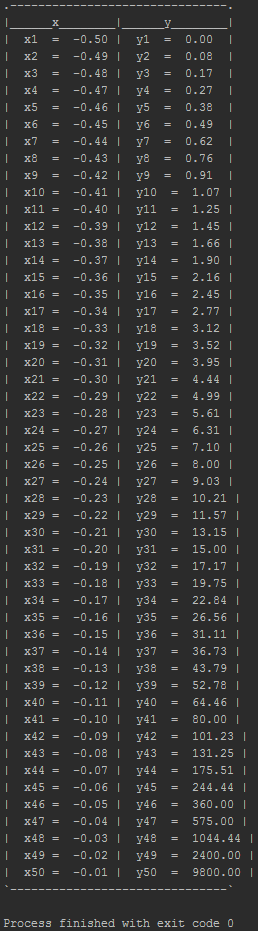 .-------------------------------.
|______x________|______y________|
|  x1  =  -0.50 |  y1  =  0.00  |
|  x2  =  -0.49 |  y2  =  0.08  |
|  x3  =  -0.48 |  y3  =  0.17  |
|  x4  =  -0.47 |  y4  =  0.27  |
|  x5  =  -0.46 |  y5  =  0.38  |
|  x6  =  -0.45 |  y6  =  0.49  |
|  x7  =  -0.44 |  y7  =  0.62  |
|  x8  =  -0.43 |  y8  =  0.76  |
|  x9  =  -0.42 |  y9  =  0.91  |
|  x10 =  -0.41 |  y10  =  1.07 |
|  x11 =  -0.40 |  y11  =  1.25 |
|  x12 =  -0.39 |  y12  =  1.45 |
|  x13 =  -0.38 |  y13  =  1.66 |
|  x14 =  -0.37 |  y14  =  1.90 |
|  x15 =  -0.36 |  y15  =  2.16 |
|  x16 =  -0.35 |  y16  =  2.45 |
|  x17 =  -0.34 |  y17  =  2.77 |
|  x18 =  -0.33 |  y18  =  3.12 |
|  x19 =  -0.32 |  y19  =  3.52 |
|  x20 =  -0.31 |  y20  =  3.95 |
|  x21 =  -0.30 |  y21  =  4.44 |
|  x22 =  -0.29 |  y22  =  4.99 |
|  x23 =  -0.28 |  y23  =  5.61 |
|  x24 =  -0.27 |  y24  =  6.31 |
|  x25 =  -0.26 |  y25  =  7.10 |
|  x26 =  -0.25 |  y26  =  8.00 |
|  x27 =  -0.24 |  y27  =  9.03 |
|  x28 =  -0.23 |  y28  =  10.21 |
|  x29 =  -0.22 |  y29  =  11.57 |
|  x30 =  -0.21 |  y30  =  13.15 |
|  x31 =  -0.20 |  y31  =  15.00 |
|  x32 =  -0.19 |  y32  =  17.17 |
|  x33 =  -0.18 |  y33  =  19.75 |
|  x34 =  -0.17 |  y34  =  22.84 |
|  x35 =  -0.16 |  y35  =  26.56 |
|  x36 =  -0.15 |  y36  =  31.11 |
|  x37 =  -0.14 |  y37  =  36.73 |
|  x38 =  -0.13 |  y38  =  43.79 |
|  x39 =  -0.12 |  y39  =  52.78 |
|  x40 =  -0.11 |  y40  =  64.46 |
|  x41 =  -0.10 |  y41  =  80.00 |
|  x42 =  -0.09 |  y42  =  101.23 |
|  x43 =  -0.08 |  y43  =  131.25 |
|  x44 =  -0.07 |  y44  =  175.51 |
|  x45 =  -0.06 |  y45  =  244.44 |
|  x46 =  -0.05 |  y46  =  360.00 |
|  x47 =  -0.04 |  y47  =  575.00 |
|  x48 =  -0.03 |  y48  =  1044.44 |
|  x49 =  -0.02 |  y49  =  2400.00 |
|  x50 =  -0.01 |  y50  =  9800.00 |
`-------------------------------`
Process finished with exit code 0